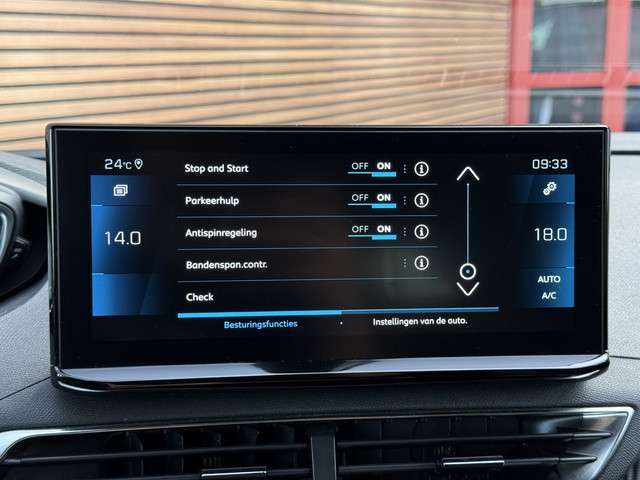 24°C
09:33
Stop and Start OFF ON
Parkeerhulp OFF ON
Antispinregeling OFF ON
Bandenspan.contr.
Check
14.0
18.0
AUTO
A/C
Besturingsfuncties
Instellingen van de auto.